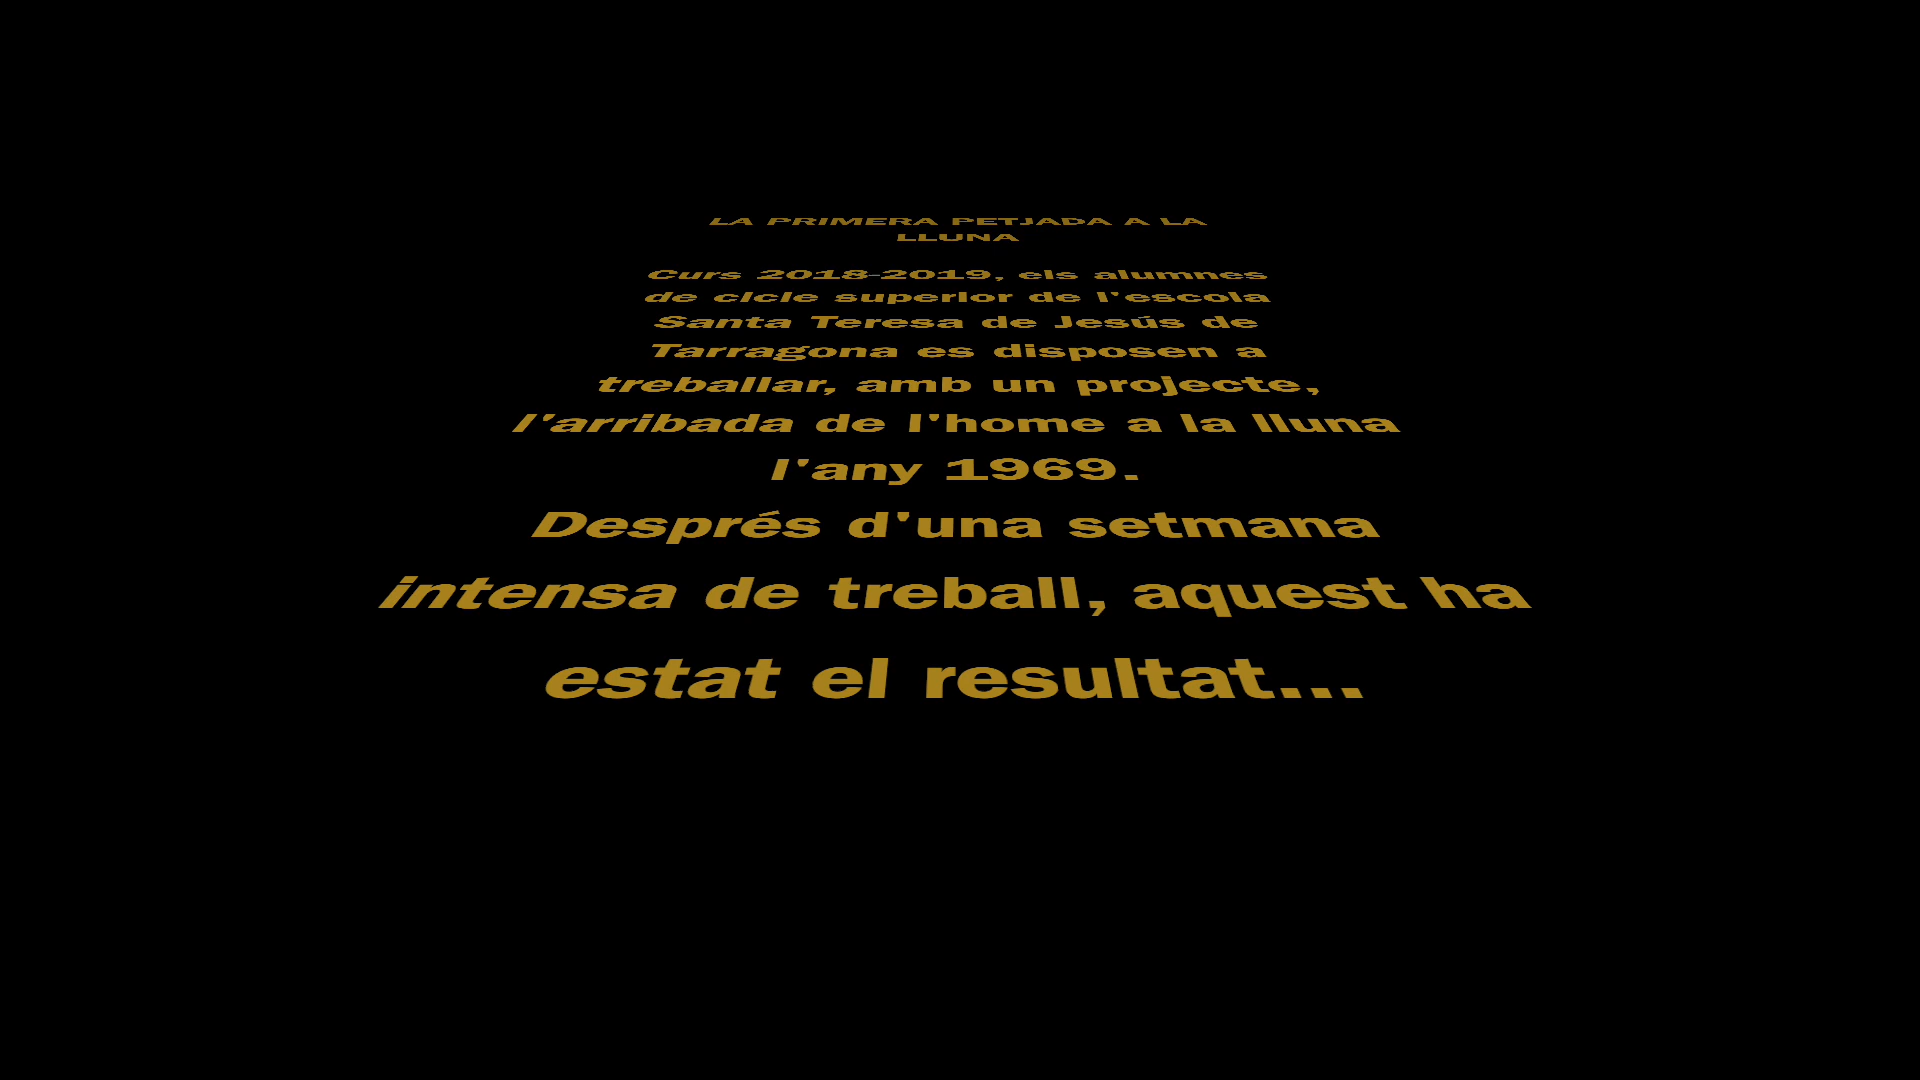 LA PRIMERA PETJADA A LA
LLUNA
Curs 2018-2019, els alumnes
de cicle superior de l'escola
Santa Teresa de Jesús de
Tarragona es disposen a
treballar, amb un projecte,
l'arribada de l'home a la lluna
l'any 1969.
Després d'una setmana
intensa de treball, aquest ha
estat el resultat...